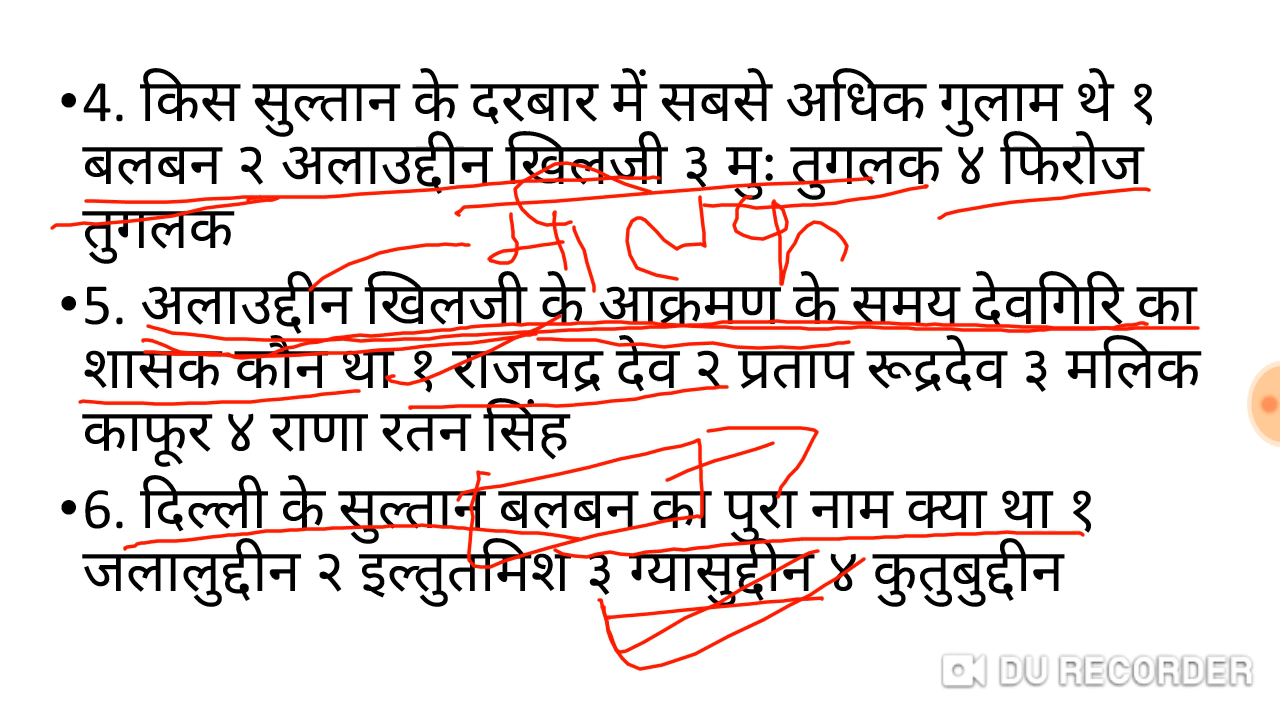 •4. किस सुल्तान के दरबार में सबसे अधिक गुलाम थे १
बलबन २ अलाउद्दीन खिलजी ३ मुः तुगलक ४ फिरोज
तुगलक
•5. अलाउद्दीन खिलजी के आक्रमण के समय देवगिरि का
शासक कौन था १ राजचद्र देव २ प्रताप रूद्रदेव ३ मलिक
काफूर ४ राणा रतन सिंह
•6. दिल्ली के सुल्तान बलबन का पुरा नाम क्या था १
जलालुद्दीन २ इल्तुतमिश ३ ग्यासुद्दीन ४ कुतुबुद्दीन
DU RECORDER